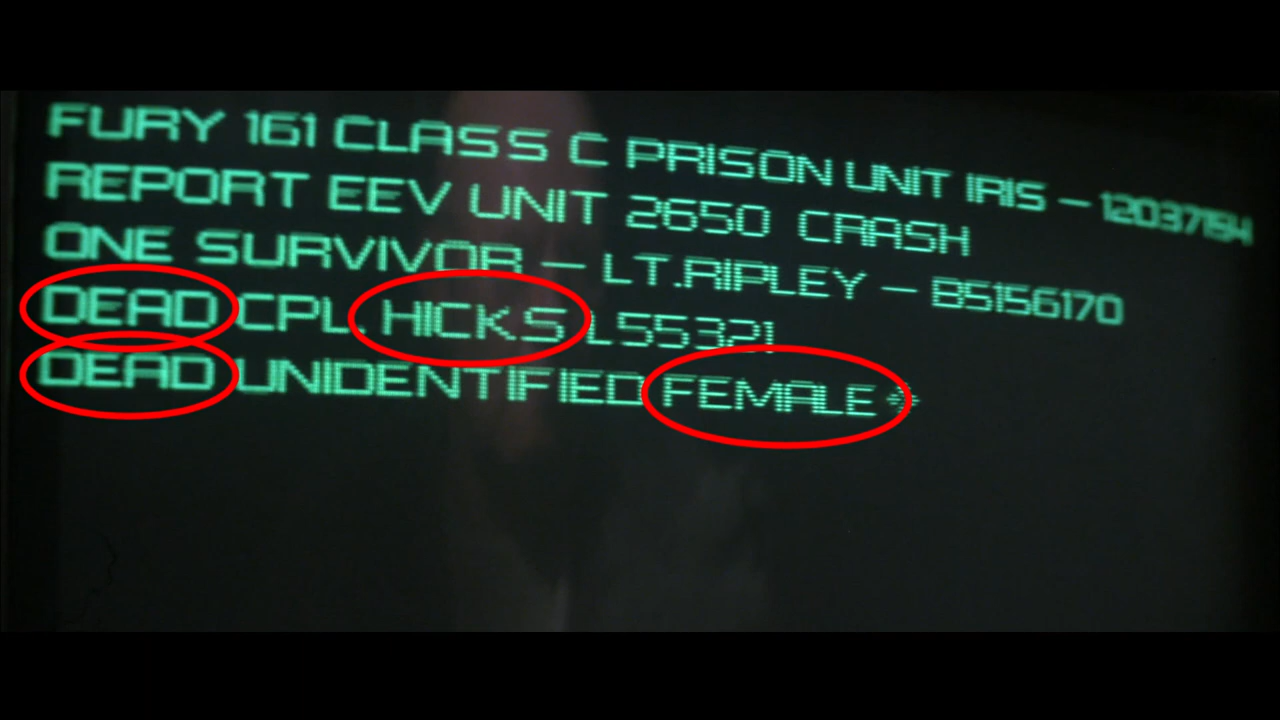 FURY 161 CLASS C PRISON UNIT IRIS – 12037154
REPORT EEV UNIT 2650 CRASH
ONE SURVIVOR – LT.RIPLEY – B5156170
DEAD CPL. HICKS L55321
DEAD UNIDENTIFIED FEMALE